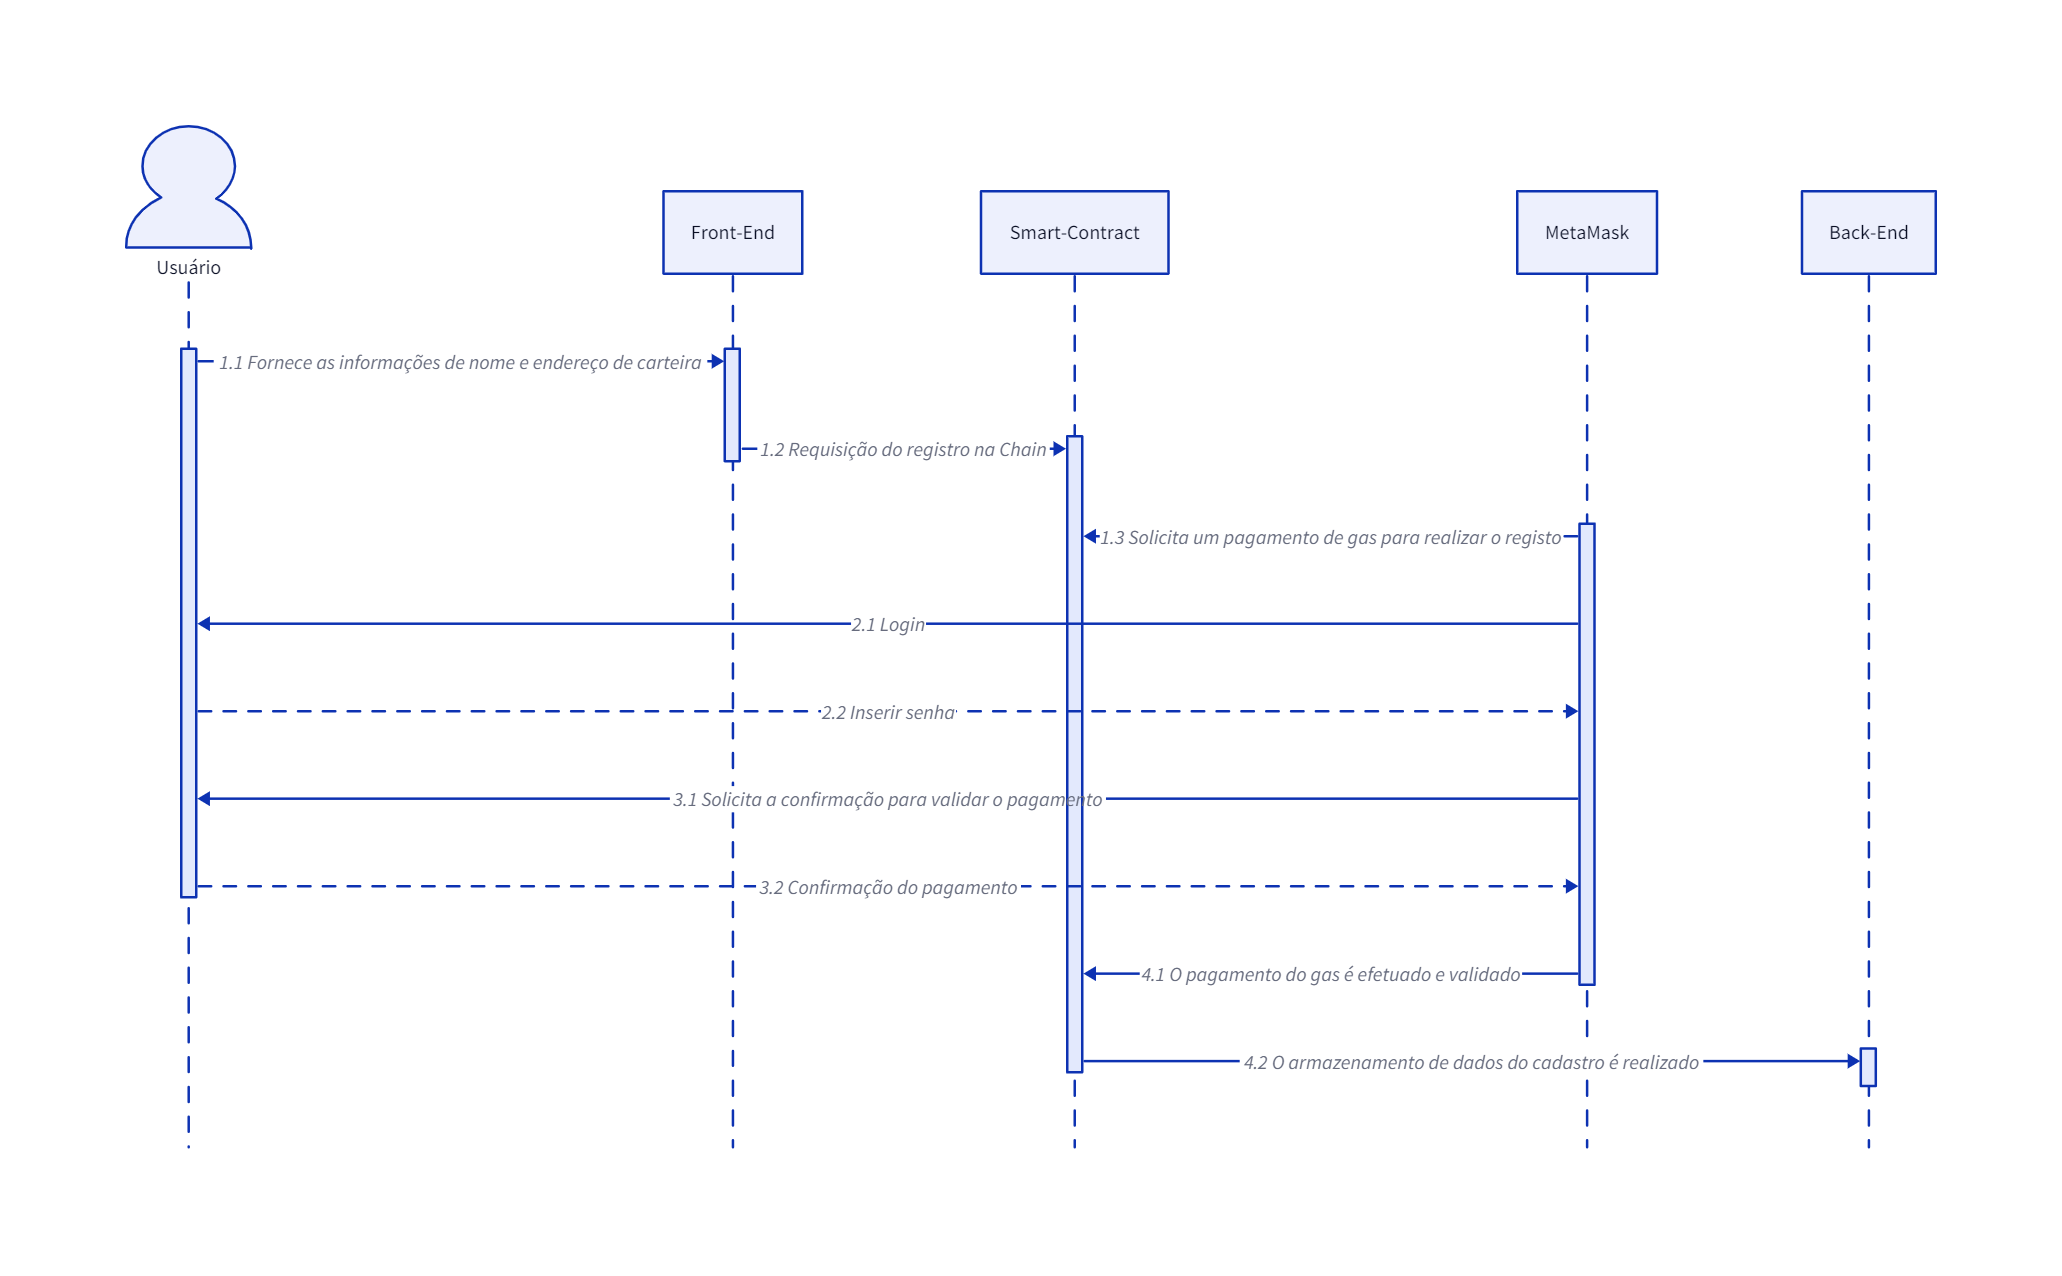 Usuário
Front-End
Smart-Contract
MetaMask
Back-End
1.1 Fornece as informações de nome e endereço de carteira
1.2 Requisição do registro na Chain
1.3 Solicita um pagamento de gas para realizar o registo
2.1 Login
2.2 Inserir senha
3.1 Solicita a confirmação para validar o pagamento
3.2 Confirmação do pagamento
4.1 O pagamento do gas é efetuado e validado
4.2 O armazenamento de dados do cadastro é realizado